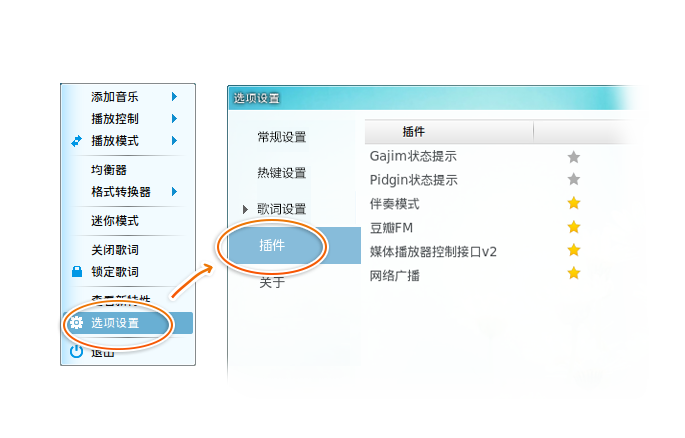 添加音乐
播放控制
播放模式
均衡器
格式转换器
迷你模式
关闭歌词
锁定歌词
查看新特性
选项设置
退出
选项设置
常规设置
热键设置
歌词设置
插件
关于
插件
Gajim状态提示
Pidgin状态提示
伴奏模式
豆瓣FM
媒体播放器控制接口v2
网络广播